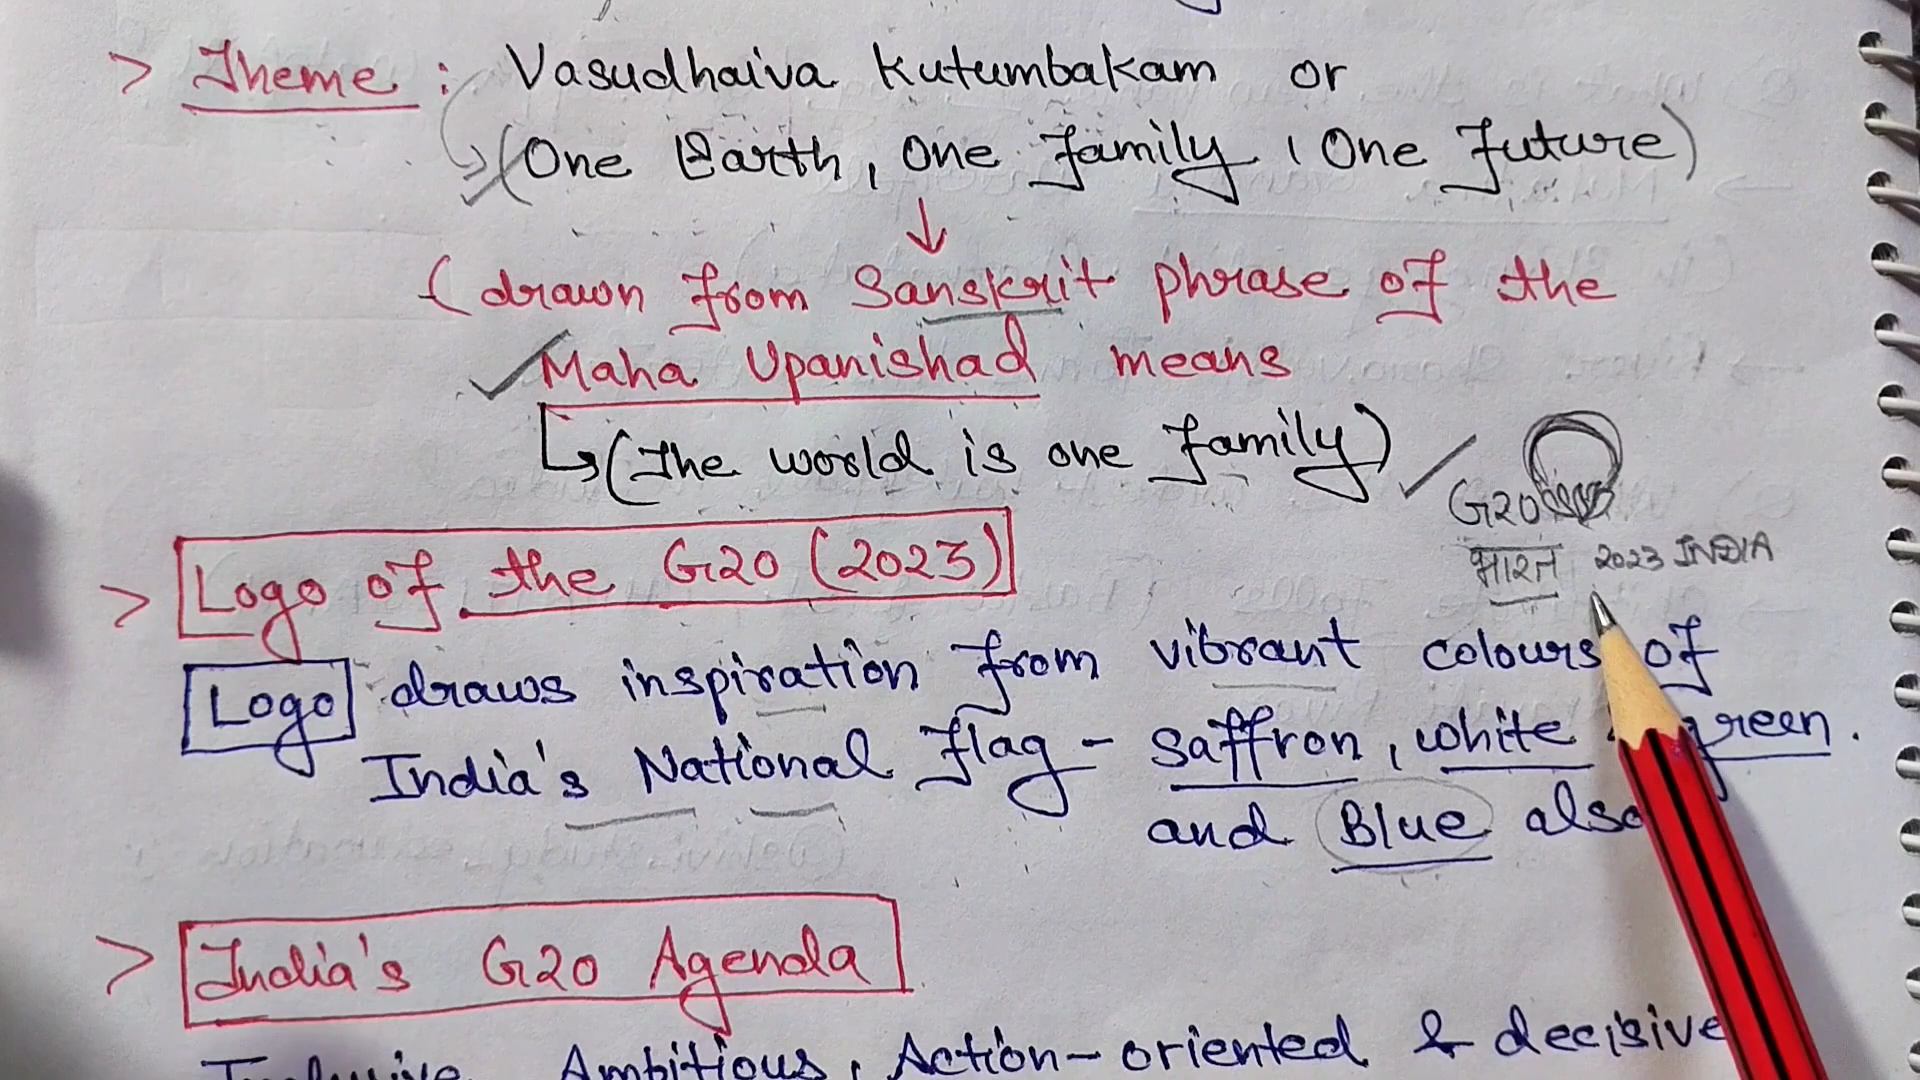 > Theme : Vasudhaiva Kutumbakam or
(One Earth, One Family, One Future)
(drawn from Sanskrit phrase of the
Maha Upanishad means
(The world is one family)
G20
भारत 2023 INDIA
> Logo of the G20 (2023)
Logo draws inspiration from vibrant colours of
India's National Flag - Saffron, white green.
and Blue also
> India's G20 Agenda
Inclusive, Ambitious, Action-oriented & decisive